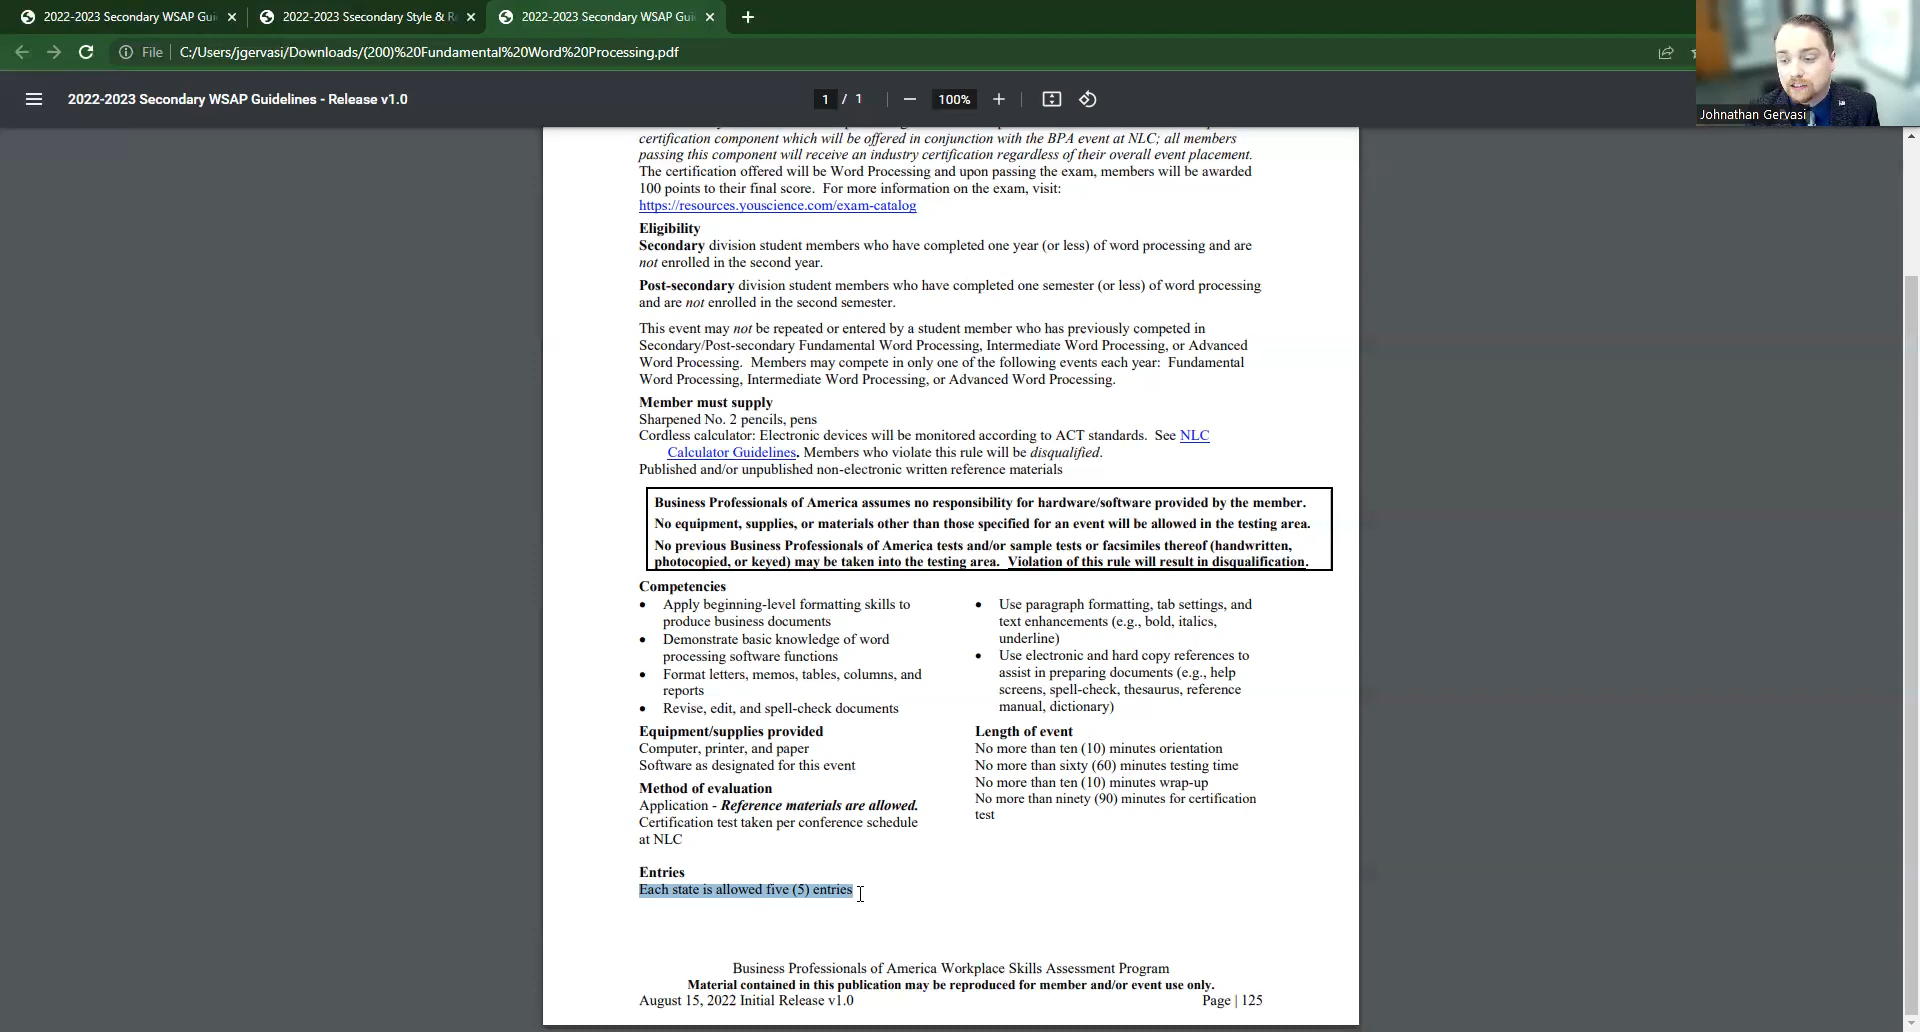 2022-2023 Secondary WSAP Gui
2022-2023 Ssecondary Style & R
2022-2023 Secondary WSAP Gui
File
C:/Users/jgervasi/Downloads/(200)%20Fundamental%20Word%20Processing.pdf
2022-2023 Secondary WSAP Guidelines - Release v1.0
1 / 1
100%
Johnathan Gervasi
certification component which will be offered in conjunction with the BPA event at NLC; all members
passing this component will receive an industry certification regardless of their overall event placement.
The certification offered will be Word Processing and upon passing the exam, members will be awarded
100 points to their final score. For more information on the exam, visit:
https://resources.youscience.com/exam-catalog
Eligibility
Secondary division student members who have completed one year (or less) of word processing and are
not enrolled in the second year.
Post-secondary division student members who have completed one semester (or less) of word processing
and are not enrolled in the second semester.
This event may not be repeated or entered by a student member who has previously competed in
Secondary/Post-secondary Fundamental Word Processing, Intermediate Word Processing, or Advanced
Word Processing. Members may compete in only one of the following events each year: Fundamental
Word Processing, Intermediate Word Processing, or Advanced Word Processing.
Member must supply
Sharpened No. 2 pencils, pens
Cordless calculator: Electronic devices will be monitored according to ACT standards. See NLC
Calculator Guidelines. Members who violate this rule will be disqualified.
Published and/or unpublished non-electronic written reference materials
Business Professionals of America assumes no responsibility for hardware/software provided by the member.
No equipment, supplies, or materials other than those specified for an event will be allowed in the testing area.
No previous Business Professionals of America tests and/or sample tests or facsimiles thereof (handwritten,
photocopied, or keyed) may be taken into the testing area. Violation of this rule will result in disqualification.
Competencies
• Apply beginning-level formatting skills to
produce business documents
• Demonstrate basic knowledge of word
processing software functions
• Format letters, memos, tables, columns, and
reports
• Revise, edit, and spell-check documents
• Use paragraph formatting, tab settings, and
text enhancements (e.g., bold, italics,
underline)
• Use electronic and hard copy references to
assist in preparing documents (e.g., help
screens, spell-check, thesaurus, reference
manual, dictionary)
Equipment/supplies provided
Computer, printer, and paper
Software as designated for this event
Method of evaluation
Application - Reference materials are allowed.
Certification test taken per conference schedule
at NLC
Length of event
No more than ten (10) minutes orientation
No more than sixty (60) minutes testing time
No more than ten (10) minutes wrap-up
No more than ninety (90) minutes for certification
test
Entries
Each state is allowed five (5) entries
Business Professionals of America Workplace Skills Assessment Program
Material contained in this publication may be reproduced for member and/or event use only.
August 15, 2022 Initial Release v1.0
Page | 125